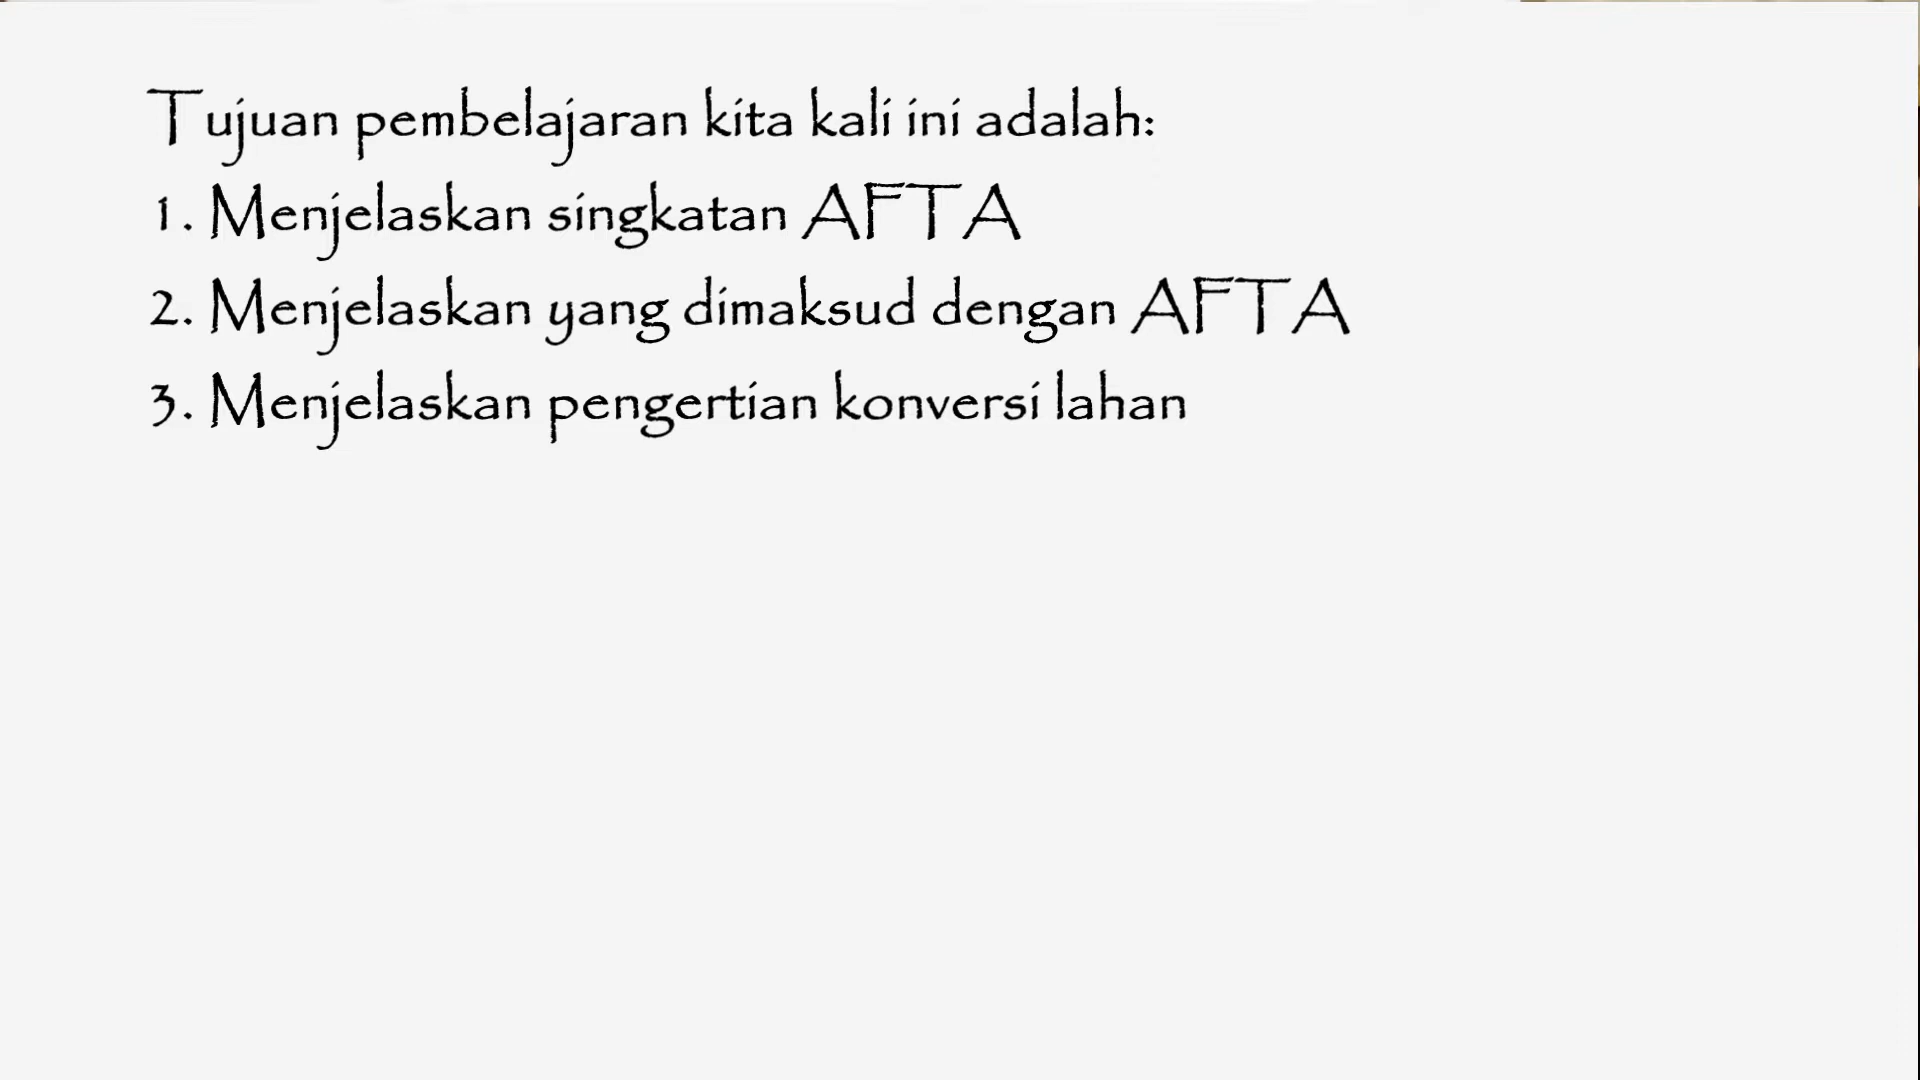 Tujuan pembelajaran kita kali ini adalah:
1. Menjelaskan singkatan AFTA
2. Menjelaskan yang dimaksud dengan AFTA
3. Menjelaskan pengertian konversi lahan